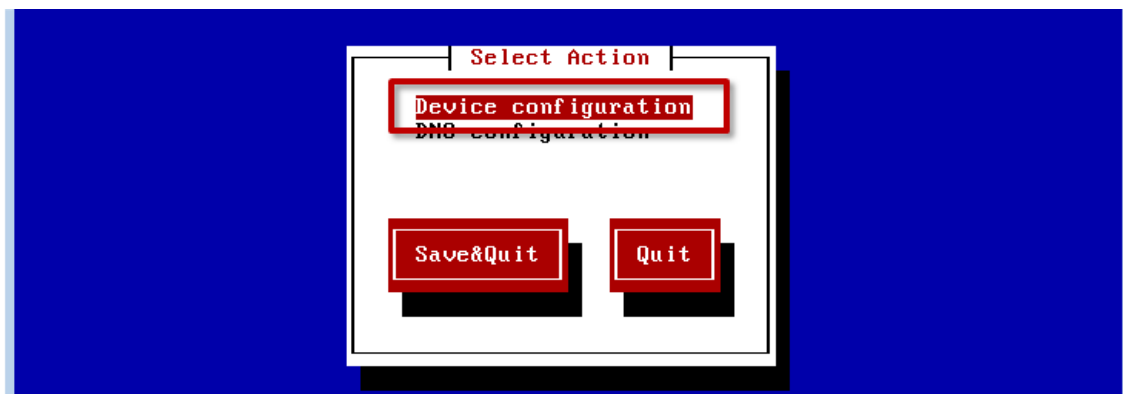 Select Action
Device configuration
DNS configuration
Save&Quit
Quit